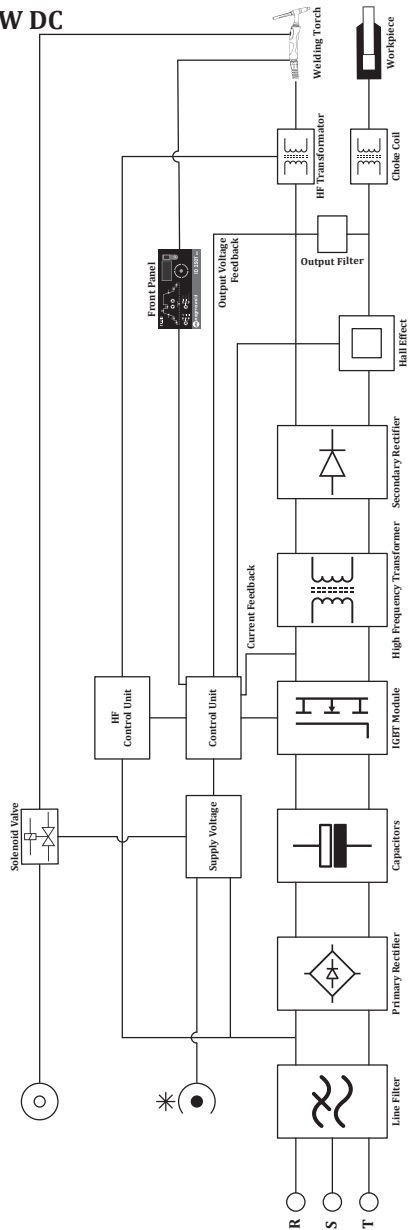 W DC
Welding Torch
Workpiece
HF Transformator
Choke Coil
Front Panel
Output Voltage
Feedback
Output Filter
Hall Effect
Secondary Rectifier
High Frequency Transformer
Current Feedback
HF
Control Unit
Control Unit
IGBT Module
Solenoid Valve
Supply Voltage
Capacitors
Primary Rectifier
Line Filter
R
S
T